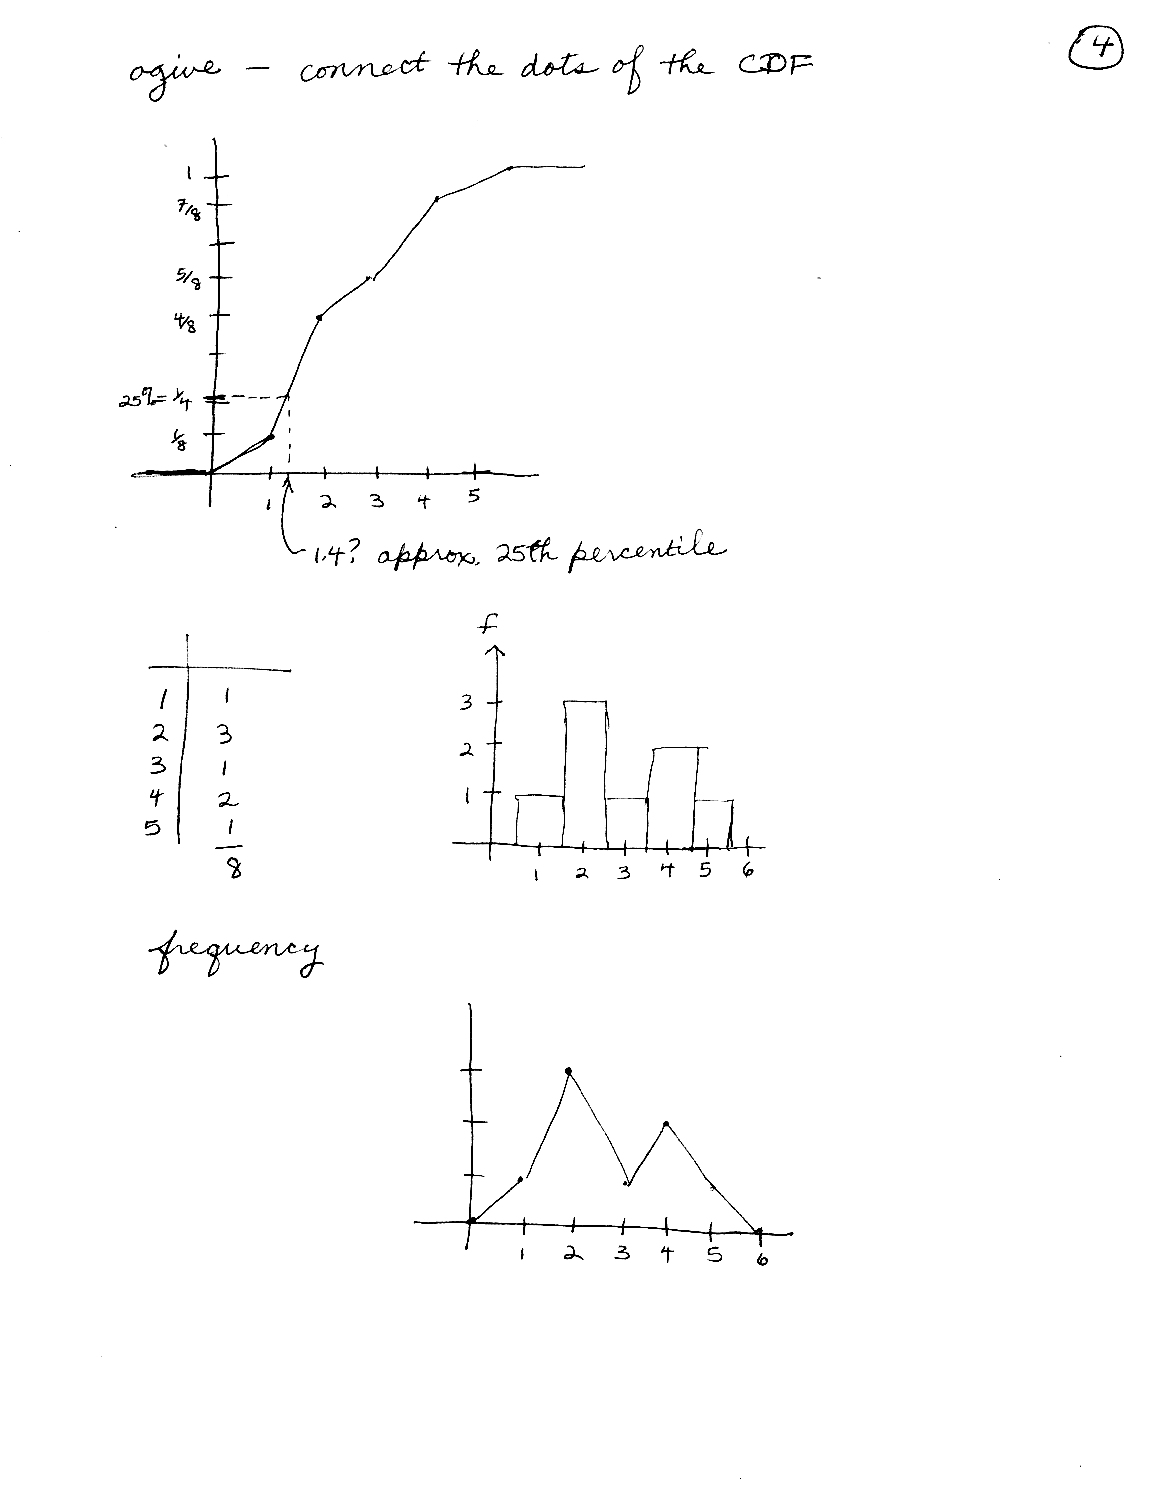 ogive — connect the dots of the CDF
4
1
7/8
5/8
4/8
25% = 1/4
1/8
1 2 3 4 5
1.4? approx. 25th percentile
f
1 1
2 3
3 1
4 2
5 1
8
3
2
1
1 2 3 4 5 6
frequency
1 2 3 4 5 6